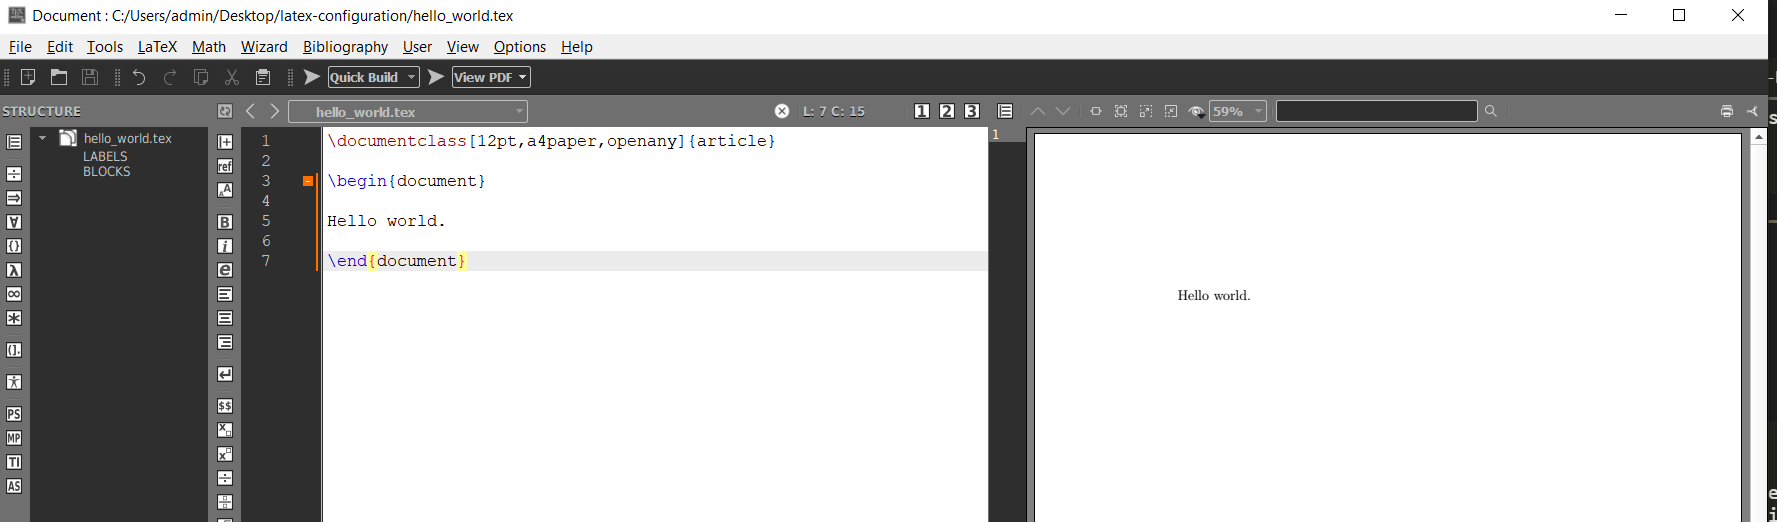 Document : C:/Users/admin/Desktop/latex-configuration/hello_world.tex
File Edit Tools LaTeX Math Wizard Bibliography User View Options Help
Quick Build View PDF
STRUCTURE hello_world.tex L: 7 C: 15 1 2 3 59%
hello_world.tex
LABELS
BLOCKS
{}
λ
∞
*
PS
MP
TI
AS
ref
B
i
e
$$
1 \documentclass[12pt,a4paper,openany]{article}
2
3 \begin{document}
4
5 Hello world.
6
7 \end{document}
1
Hello world.